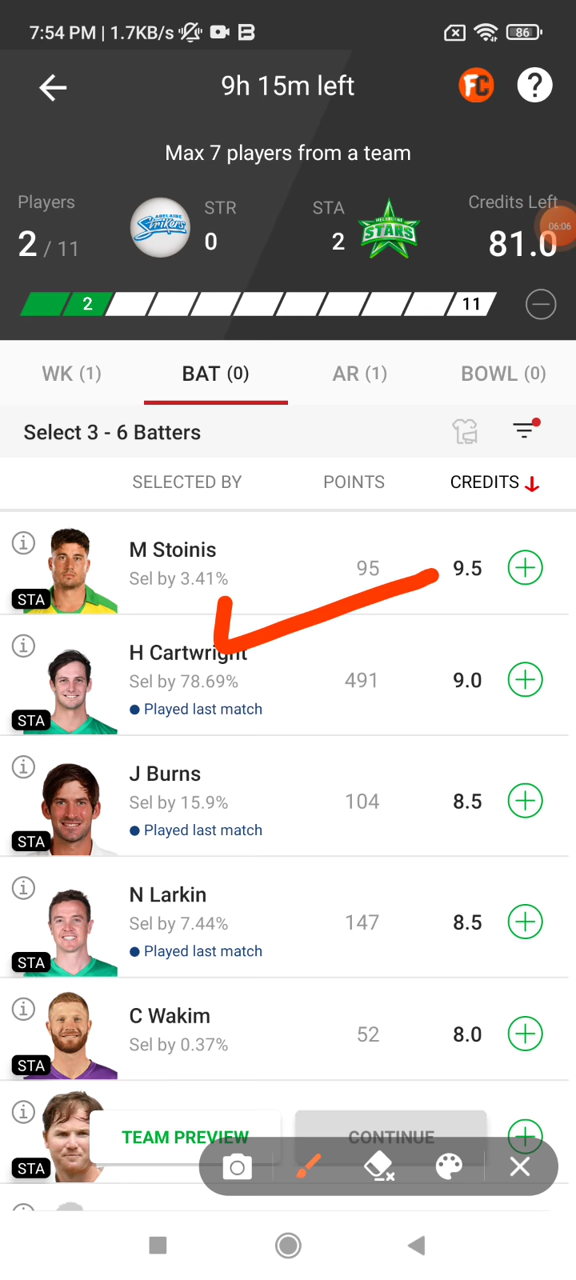 7:54 PM | 1.7KB/s
86
9h 15m left
FC
?
Max 7 players from a team
Players
STR
STA
Credits Left
2 / 11
Strikers
0
2
STARS
81.0
06:06
2
11
WK (1)
BAT (0)
AR (1)
BOWL (0)
Select 3 - 6 Batters
SELECTED BY
POINTS
CREDITS
M Stoinis
Sel by 3.41%
95
9.5
STA
H Cartwright
Sel by 78.69%
491
9.0
Played last match
STA
J Burns
Sel by 15.9%
104
8.5
Played last match
STA
N Larkin
Sel by 7.44%
147
8.5
Played last match
STA
C Wakim
Sel by 0.37%
52
8.0
STA
TEAM PREVIEW
CONTINUE
STA